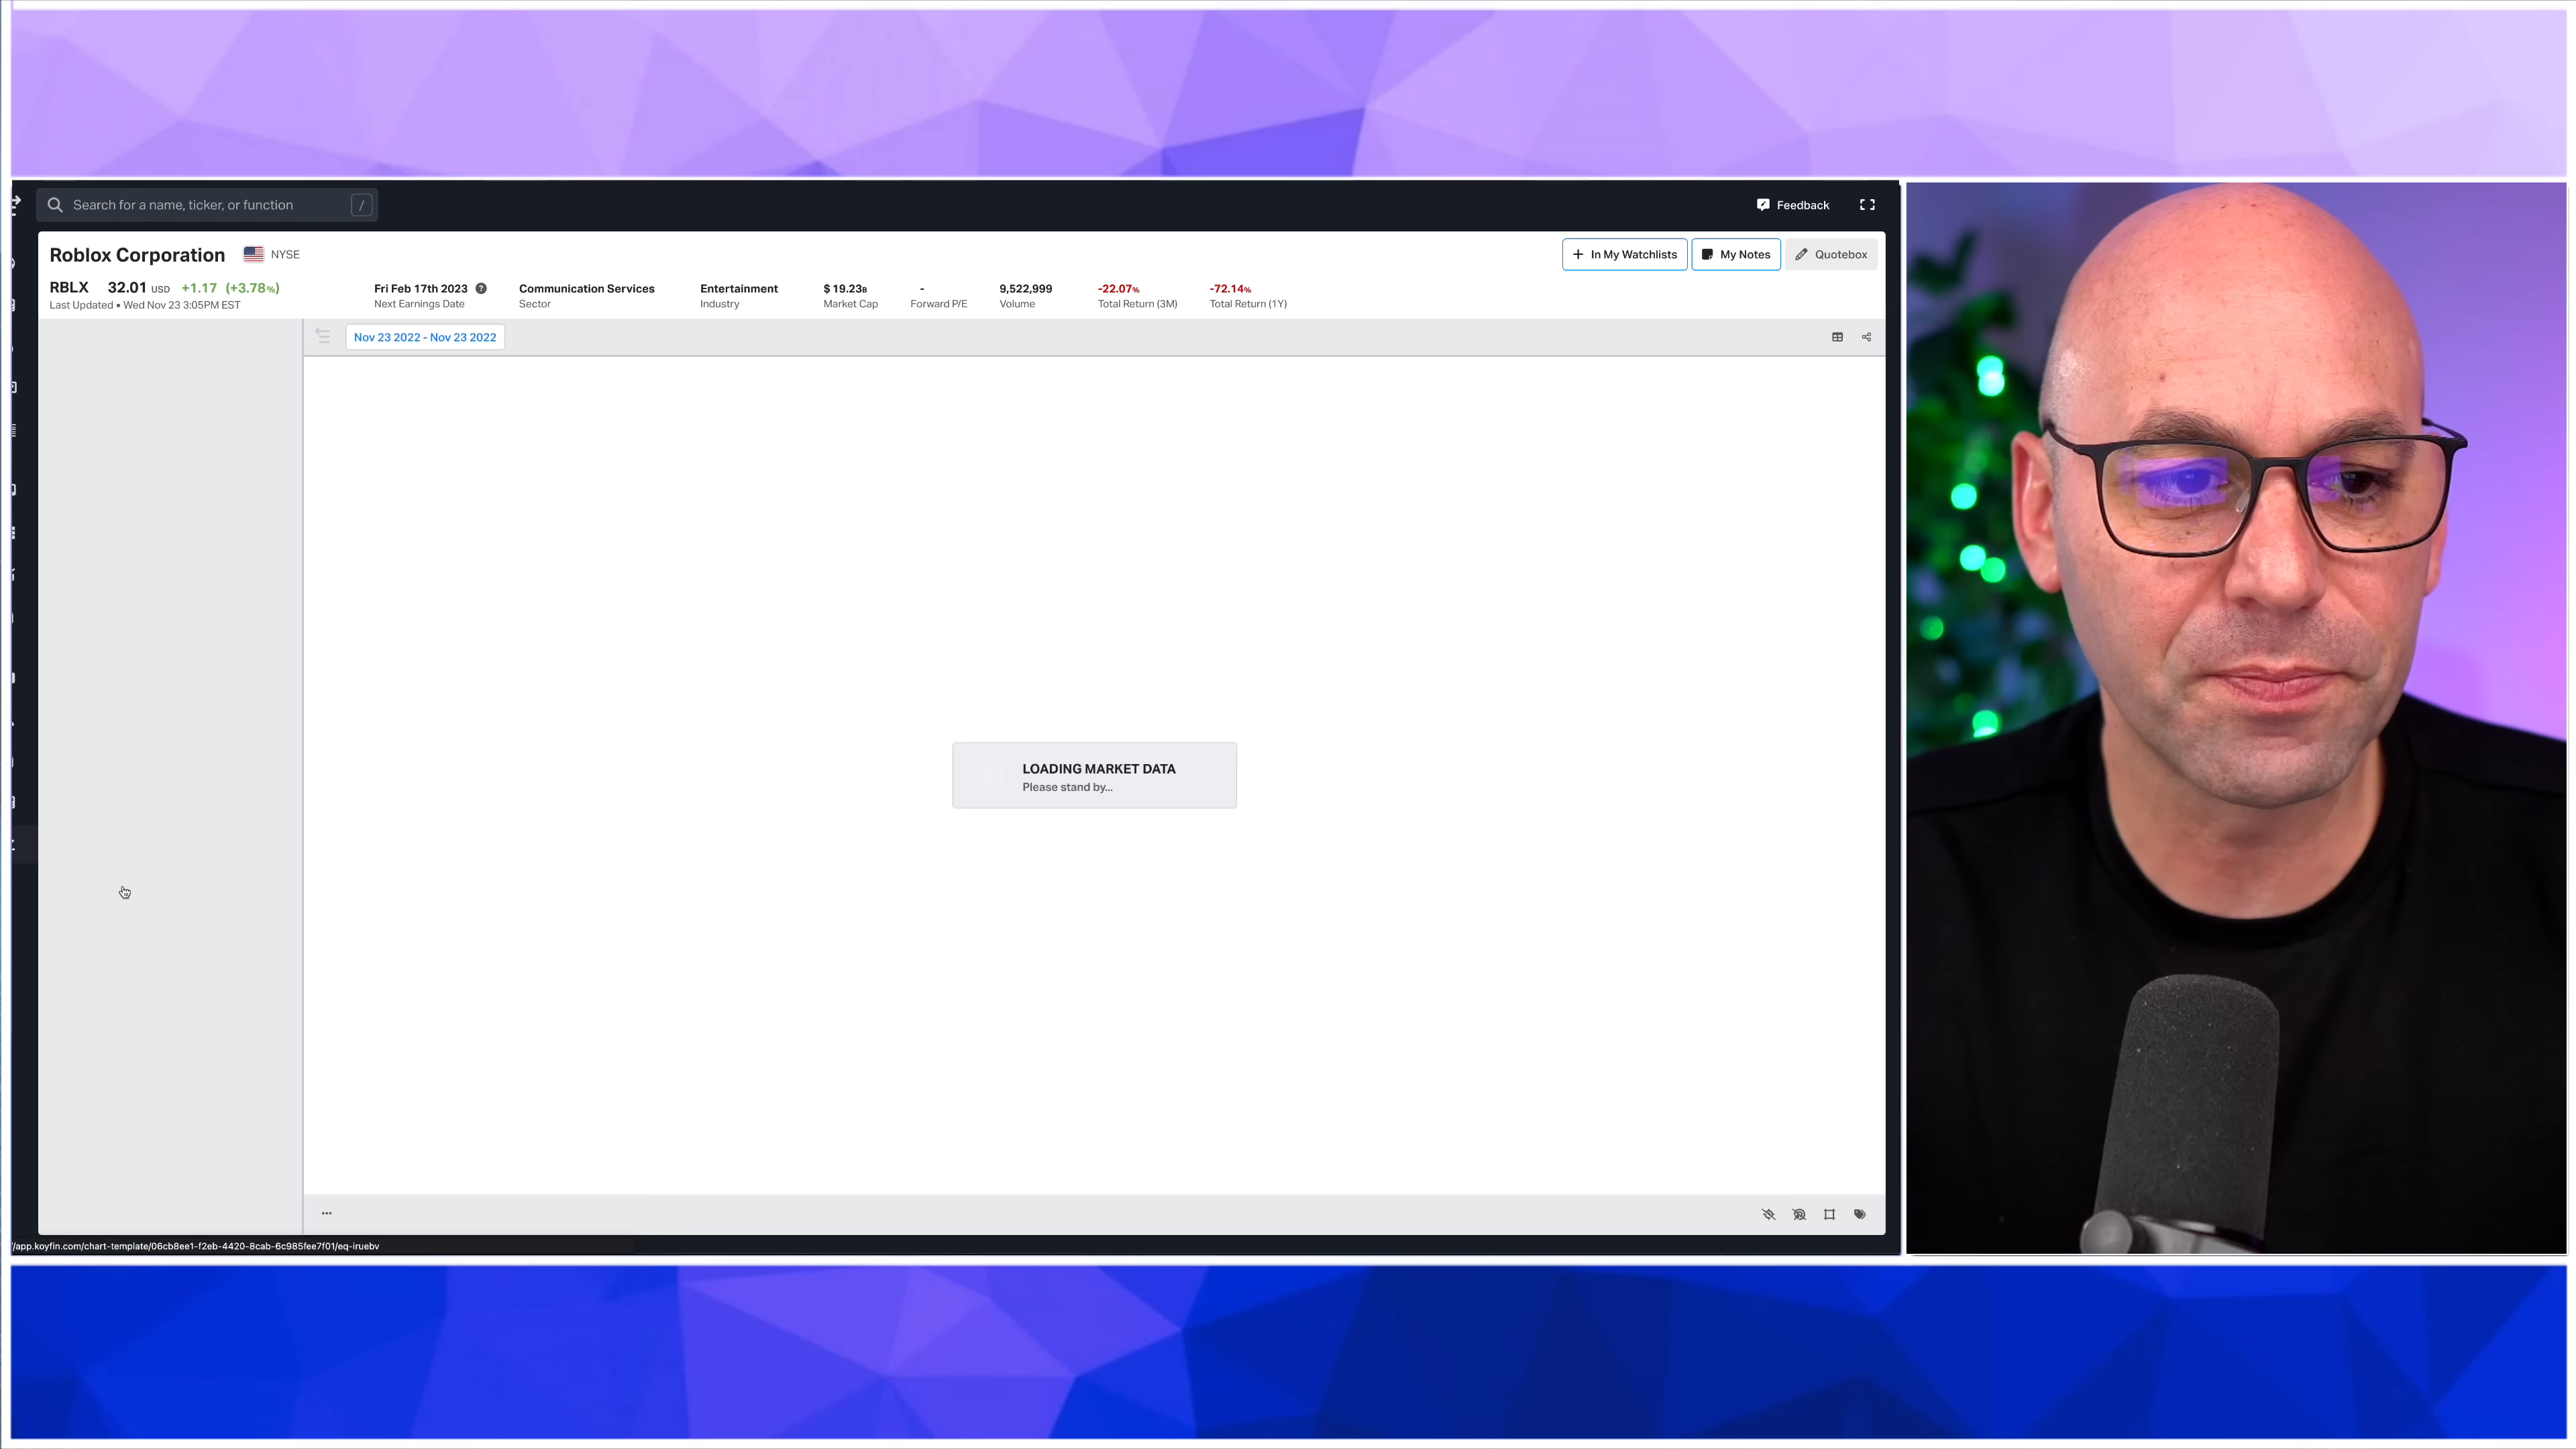 Search for a name, ticker, or function /
Feedback
Roblox Corporation NYSE
+ In My Watchlists My Notes Quotebox
RBLX 32.01 USD +1.17 (+3.78%)
Last Updated • Wed Nov 23 3:05PM EST
Fri Feb 17th 2023 ?
Next Earnings Date
Communication Services
Sector
Entertainment
Industry
$ 19.23B
Market Cap
-
Forward P/E
9,522,999
Volume
-22.07%
Total Return (3M)
-72.14%
Total Return (1Y)
Nov 23 2022 - Nov 23 2022
LOADING MARKET DATA
Please stand by...
...
/app.koyfin.com/chart-template/06cb8ee1-f2eb-4420-8cab-6c985fee7f01/eq-iruebv